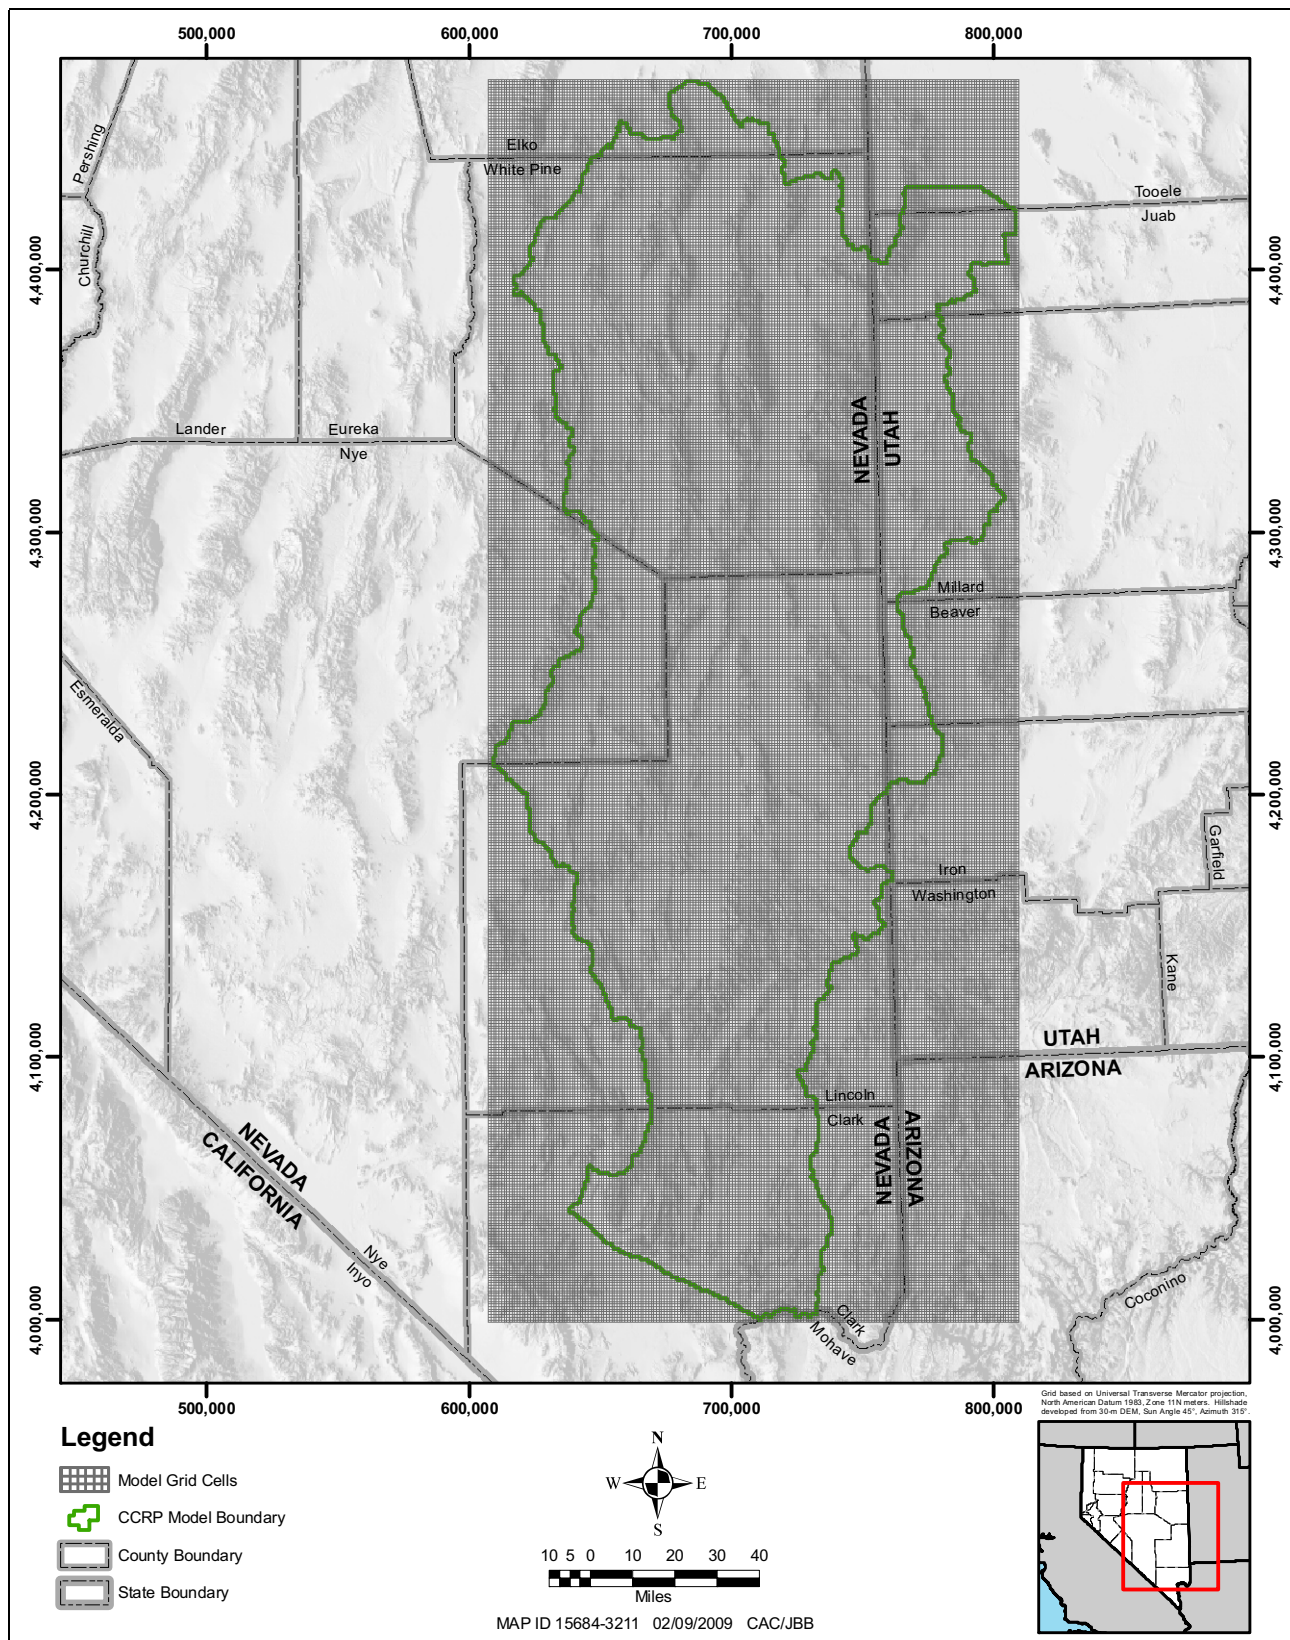 500,000
600,000
700,000
800,000
4,400,000
4,300,000
4,200,000
4,100,000
4,000,000
4,400,000
4,300,000
4,200,000
4,100,000
4,000,000
Pershing
Churchill
Elko
White Pine
Tooele
Juab
Lander
Eureka
Nye
NEVADA
UTAH
Millard
Beaver
Esmeralda
Garfield
Iron
Washington
Kane
UTAH
ARIZONA
Lincoln
Clark
NEVADA
ARIZONA
NEVADA
CALIFORNIA
Nye
Inyo
Clark
Mohave
Coconino
500,000
600,000
700,000
800,000
Grid based on Universal Transverse Mercator projection,
North American Datum 1983, Zone 11N meters. Hillshade
developed from 30-m DEM, Sun Angle 45°, Azimuth 315°.
Legend
Model Grid Cells
CCRP Model Boundary
County Boundary
State Boundary
N
W
E
S
10 5 0 10 20 30 40
Miles
MAP ID 15684-3211 02/09/2009 CAC/JBB